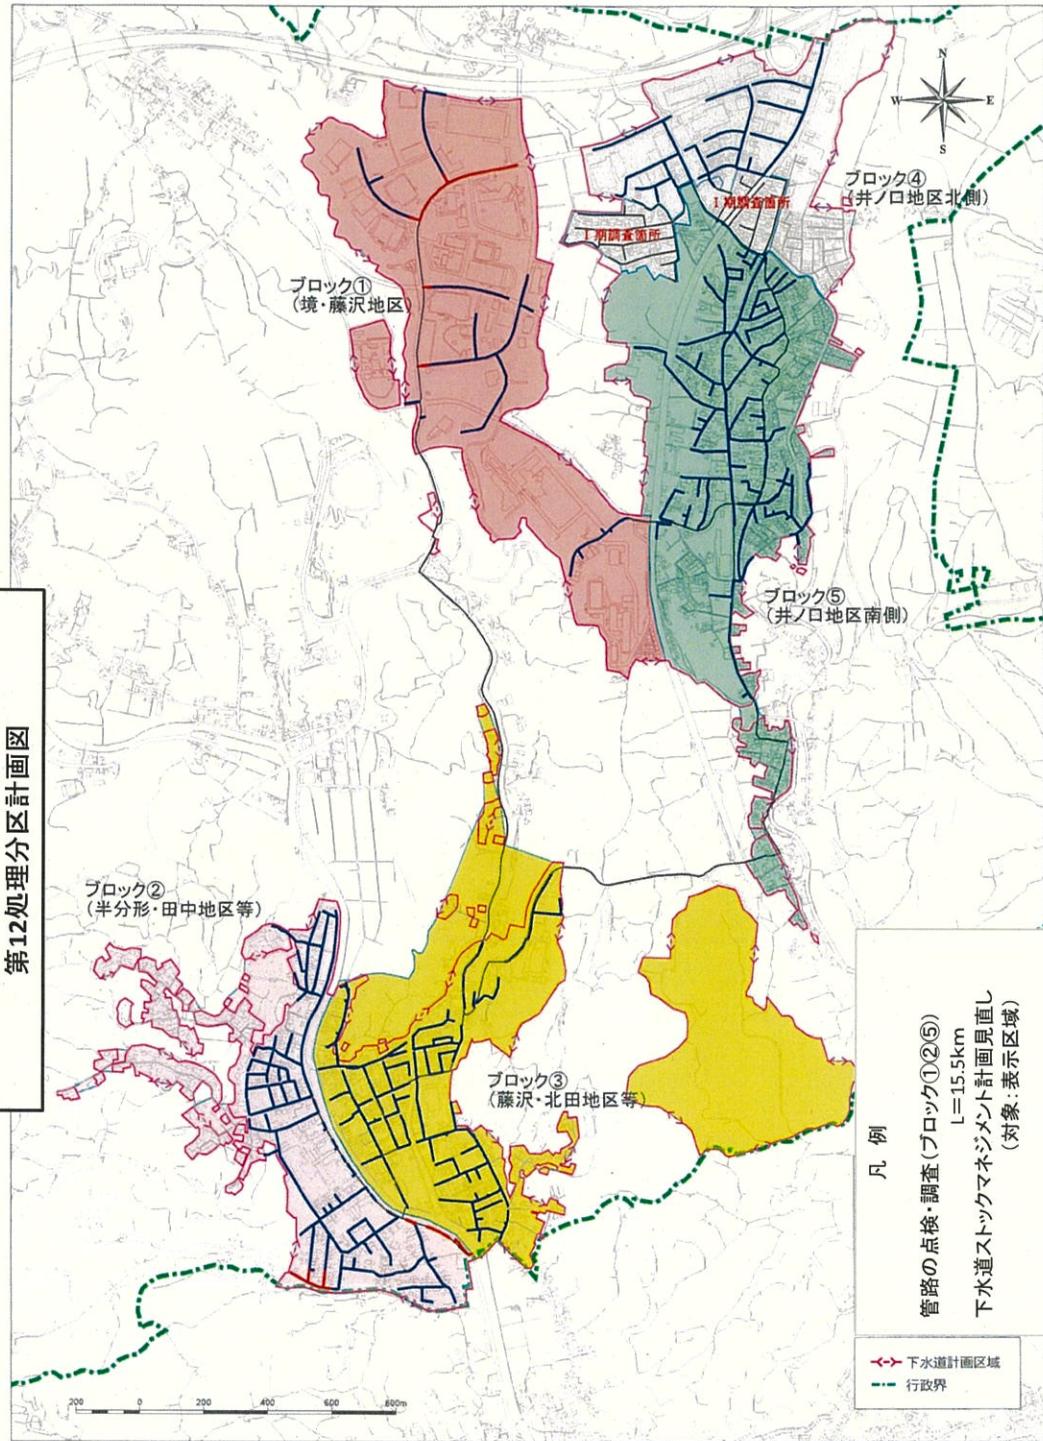 第12処理分区計画図
N
W
E
S
ブロック④
(井ノ口地区北側)
Ⅰ期調査箇所
Ⅰ期調査箇所
ブロック①
(境・藤沢地区)
ブロック⑤
(井ノ口地区南側)
ブロック②
(半分形・田中地区等)
ブロック③
(藤沢・北田地区等)
凡 例
管路の点検・調査(ブロック①②⑤)
L=15.5km
下水道ストックマネジメント計画見直し
(対象:表示区域)
下水道計画区域
行政界
200 0 200 400 600 800m